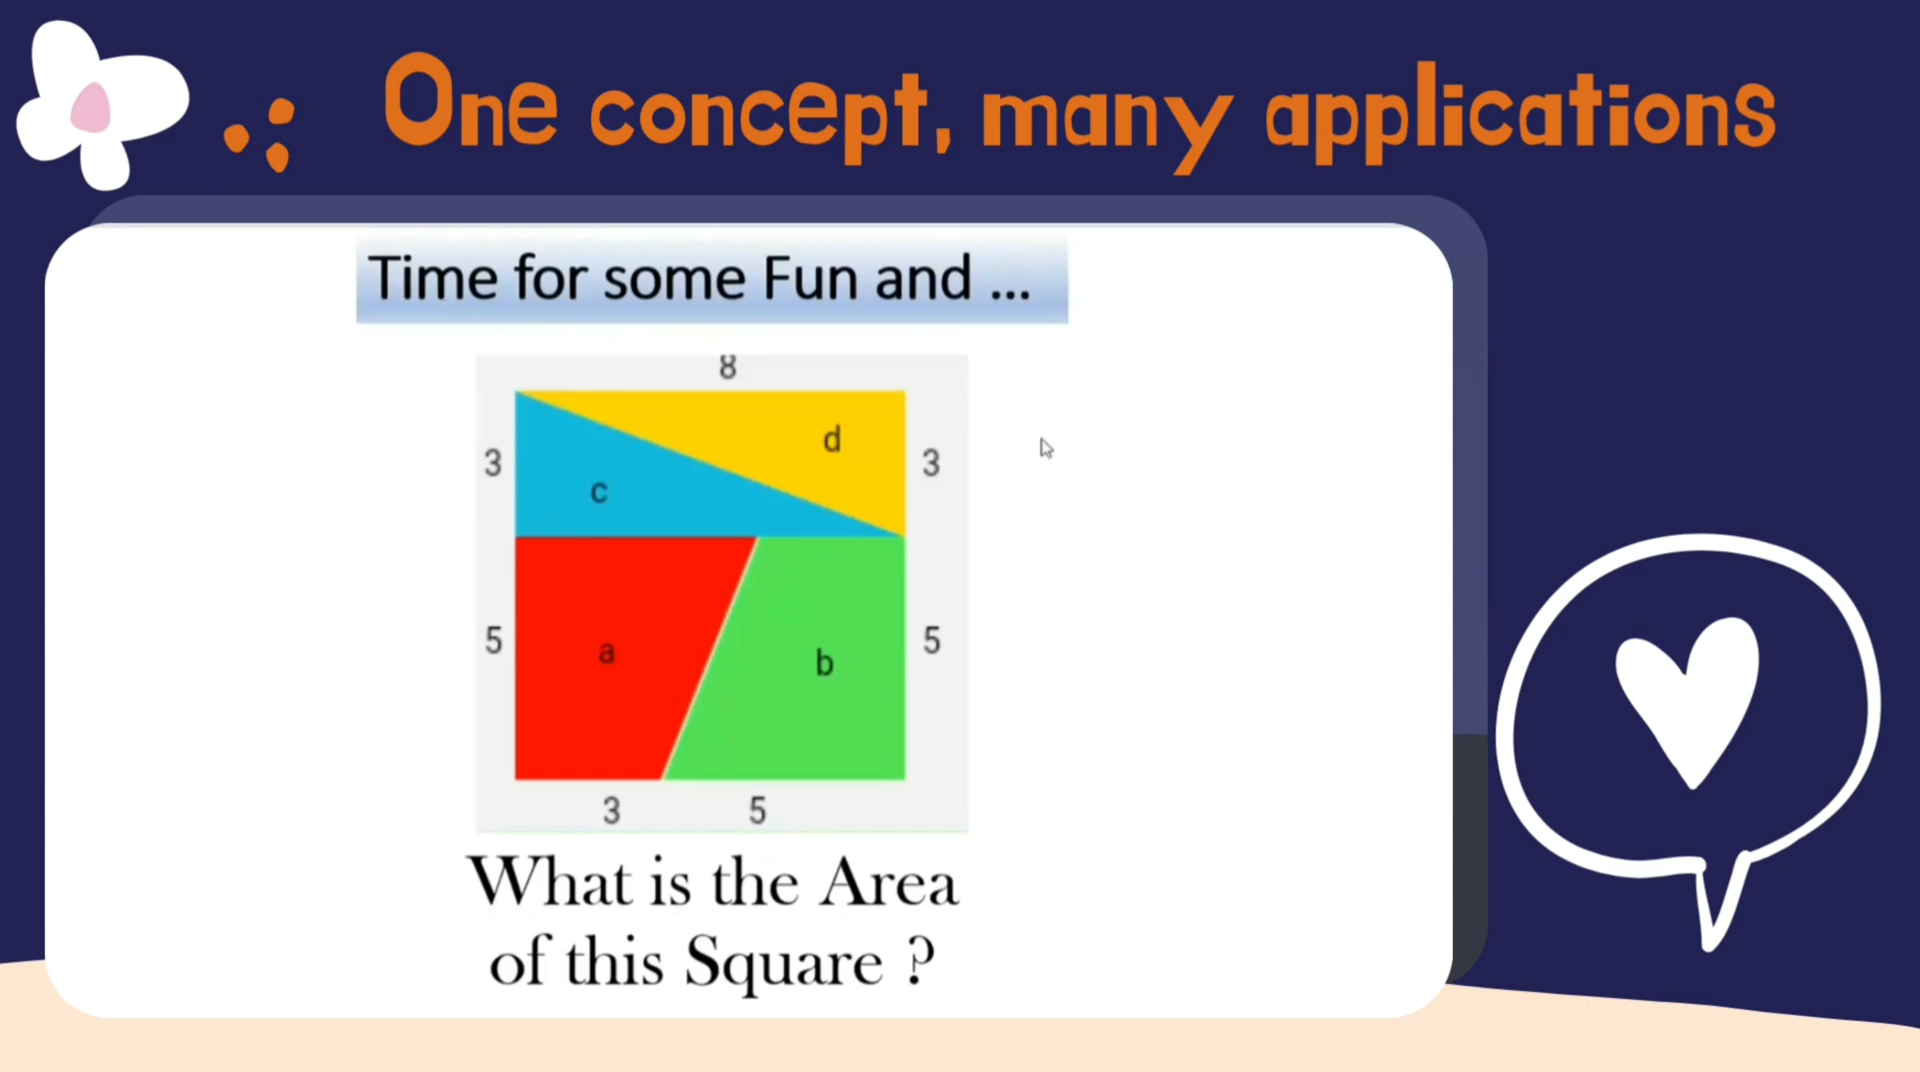 One concept, many applications
Time for some Fun and ...
8
d
3
3
c
5
a
b
5
3 5
What is the Area
of this Square ?